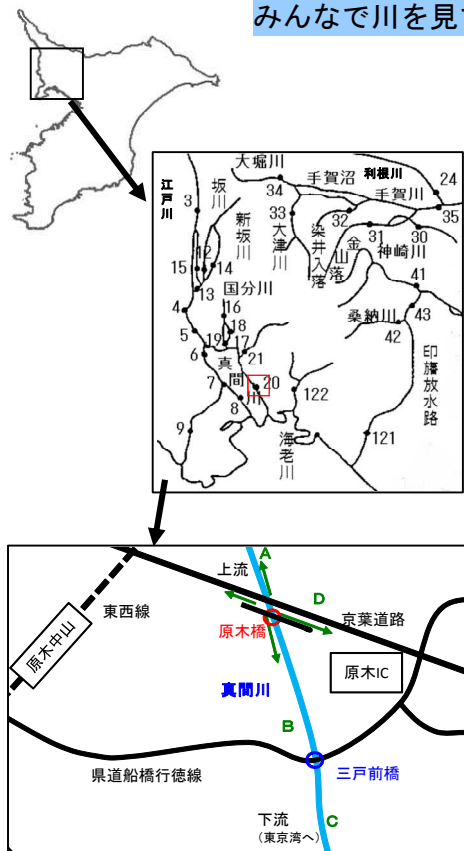 みんなで川を見
大堀川
手賀沼
利根川
24
江戸川
3
坂川
34
手賀川
35
新坂川
33
大津川
32
染井入落
金山落
31
神崎川
30
12
15
14
13
国分川
16
41
桑納川
43
42
4
5
18
19
17
6
21
真間川
20
7
8
122
印旛放水路
9
海老川
121
A
上流
D
東西線
京葉道路
原木中山
原木橋
原木IC
真間川
B
県道船橋行徳線
三戸前橋
下流
(東京湾へ)
C